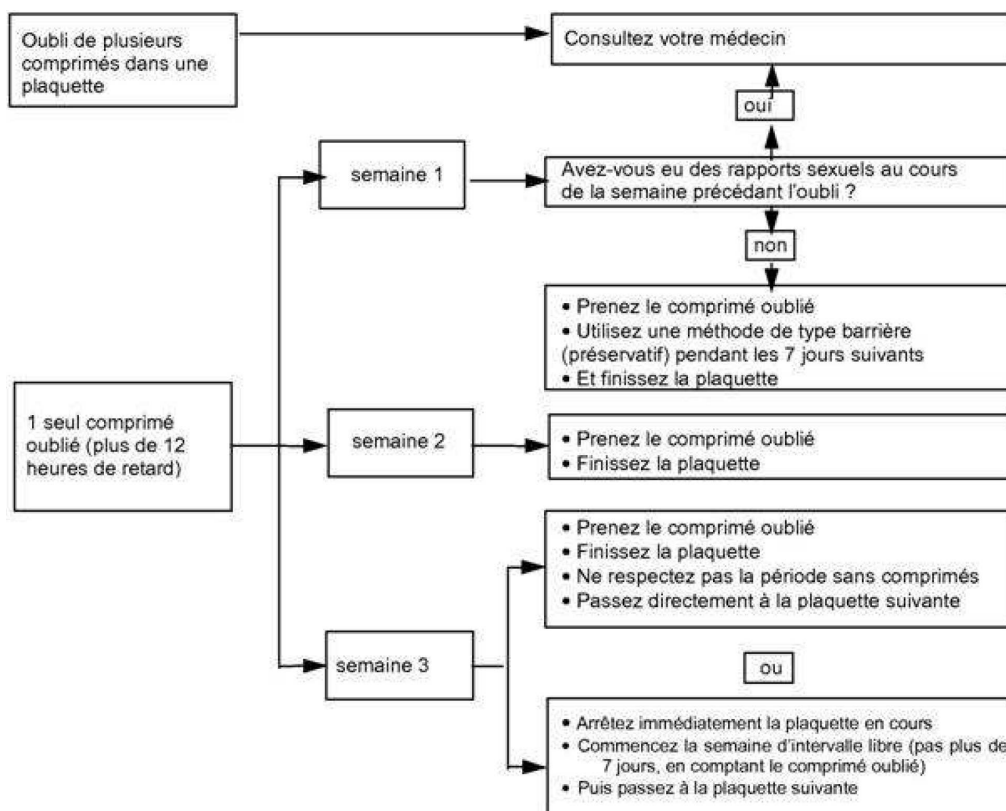 Oubli de plusieurs
comprimés dans une
plaquette
Consultez votre médecin
oui
semaine 1
Avez-vous eu des rapports sexuels au cours
de la semaine précédant l'oubli ?
non
• Prenez le comprimé oublié
• Utilisez une méthode de type barrière
(préservatif) pendant les 7 jours suivants
• Et finissez la plaquette
1 seul comprimé
oublié (plus de 12
heures de retard)
semaine 2
• Prenez le comprimé oublié
• Finissez la plaquette
• Prenez le comprimé oublié
• Finissez la plaquette
• Ne respectez pas la période sans comprimés
• Passez directement à la plaquette suivante
semaine 3
ou
• Arrêtez immédiatement la plaquette en cours
• Commencez la semaine d'intervalle libre (pas plus de
7 jours, en comptant le comprimé oublié)
• Puis passez à la plaquette suivante